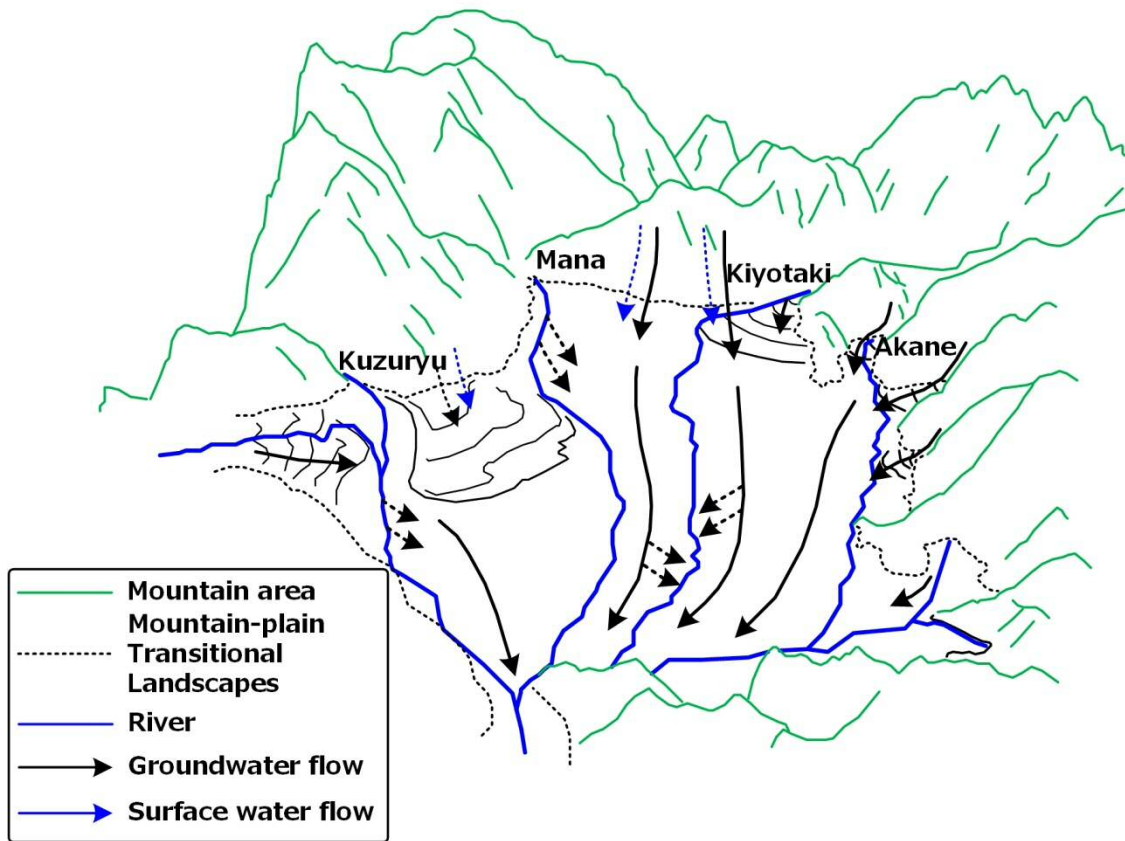 Mana
Kiyotaki
Kuzuryu
Akane
Mountain area
Mountain-plain
Transitional
Landscapes
River
Groundwater flow
Surface water flow